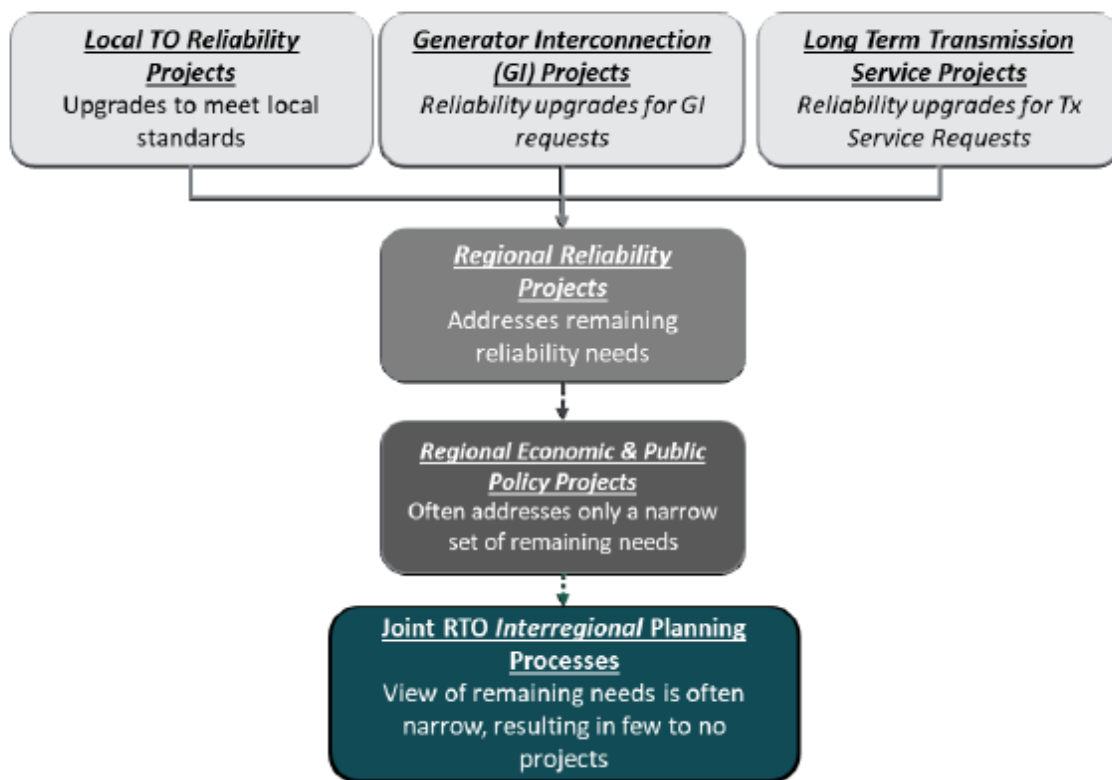 Local TO Reliability
Projects
Upgrades to meet local
standards
Generator Interconnection
(GI) Projects
Reliability upgrades for GI
requests
Long Term Transmission
Service Projects
Reliability upgrades for Tx
Service Requests
Regional Reliability
Projects
Addresses remaining
reliability needs
Regional Economic & Public
Policy Projects
Often addresses only a narrow
set of remaining needs
Joint RTO Interregional Planning
Processes
View of remaining needs is often
narrow, resulting in few to no
projects